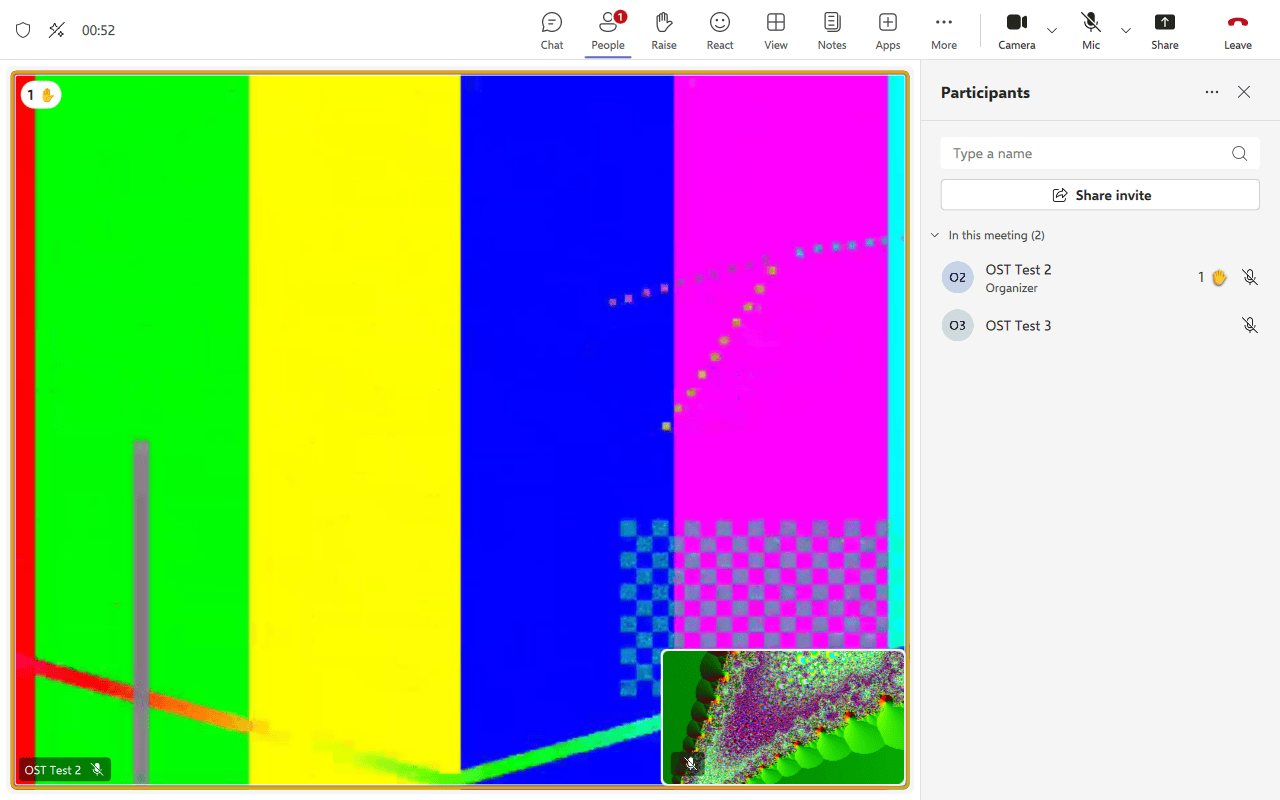 00:52
Chat
1
People
Raise
React
View
Notes
Apps
More
Camera
Mic
Share
Leave
1
OST Test 2
Participants
Type a name
Share invite
In this meeting (2)
O2
OST Test 2
Organizer
1
O3
OST Test 3